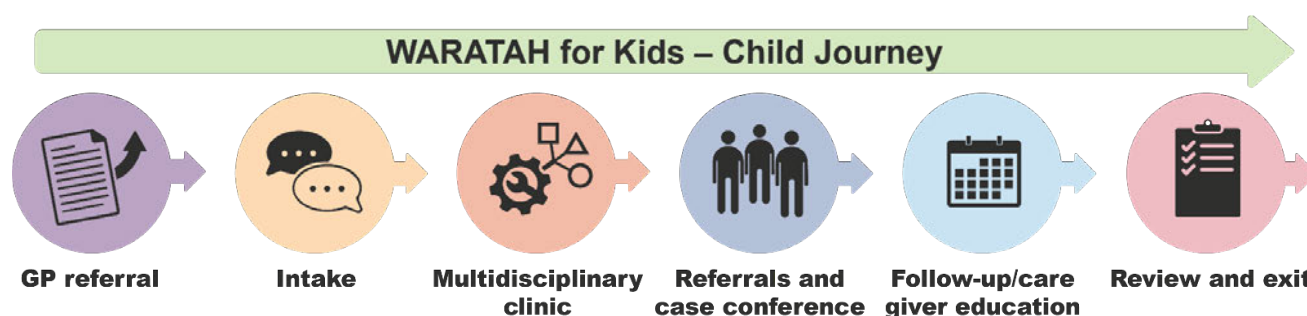 WARATAH for Kids – Child Journey
GP referral
Intake
Multidisciplinary
clinic
Referrals and
case conference
Follow-up/care
giver education
Review and exit